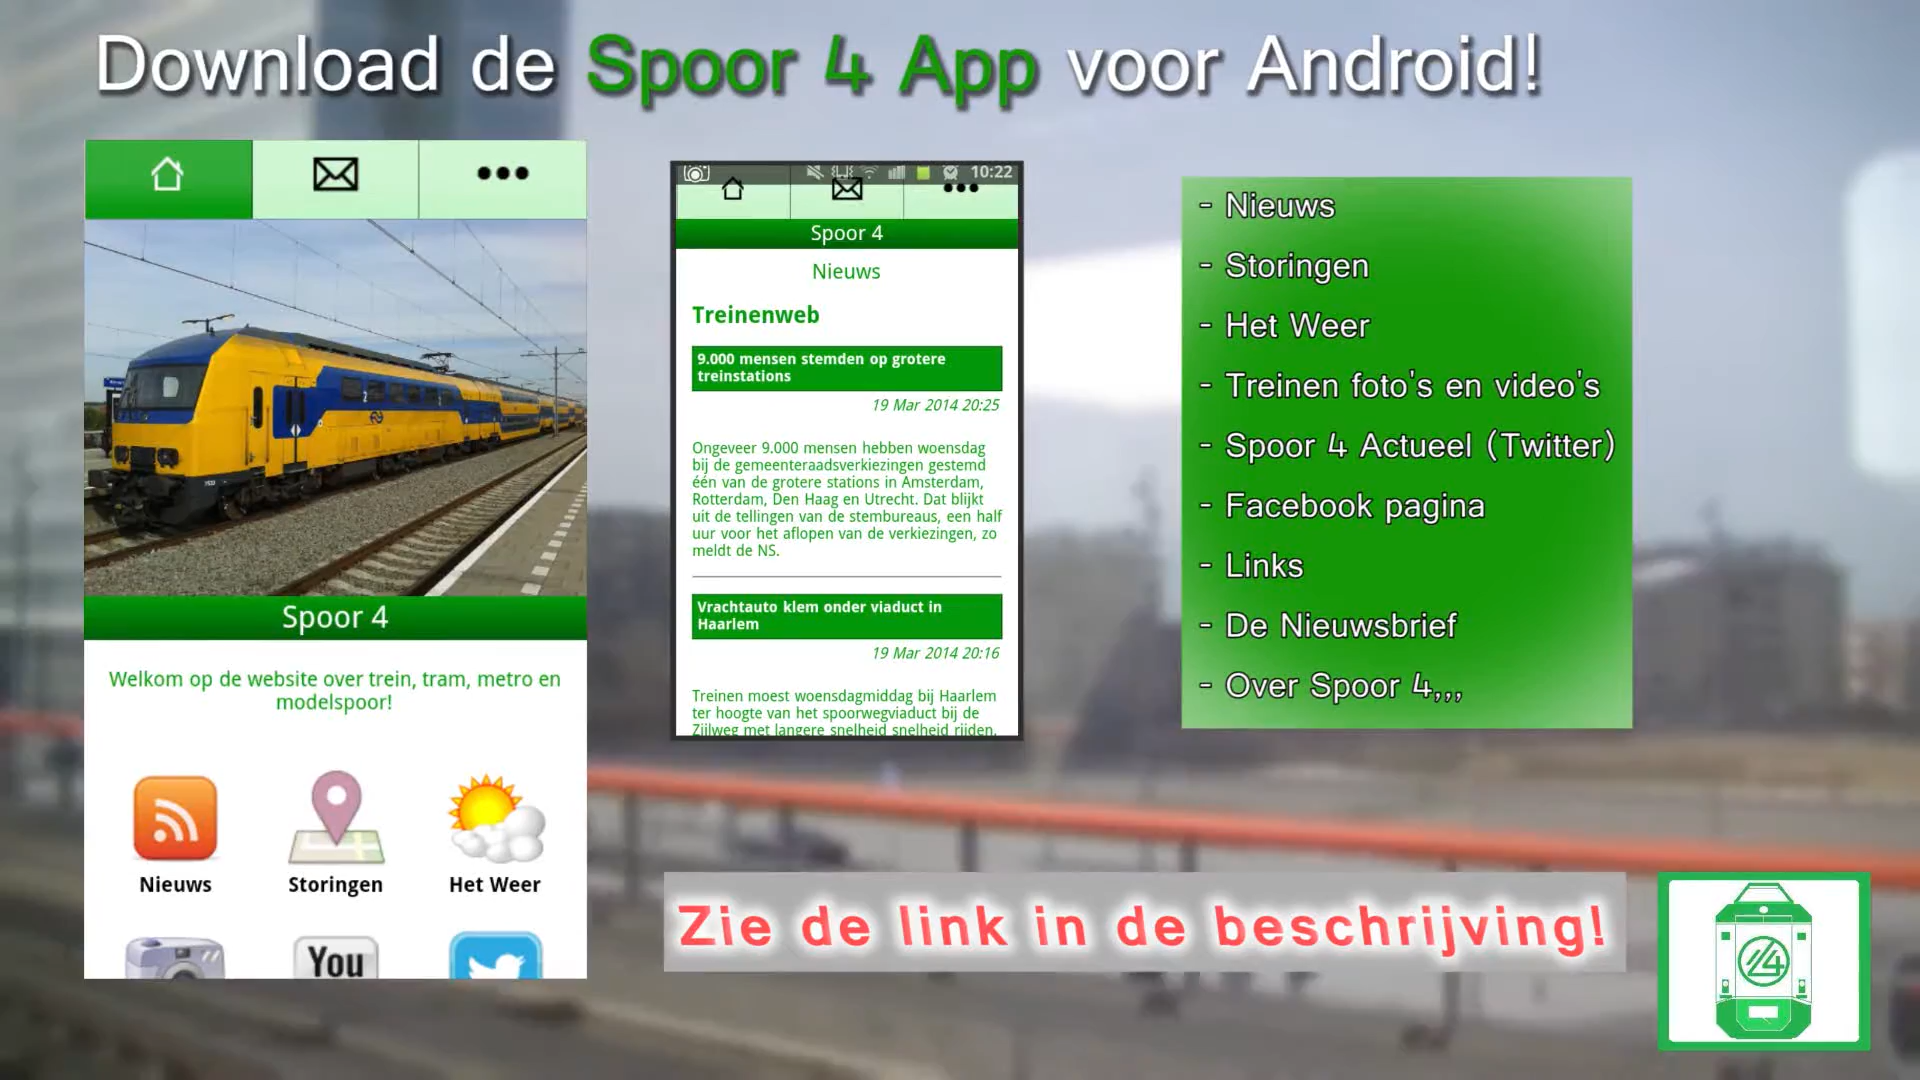 Download de Spoor 4 App voor Android!
Spoor 4
Welkom op de website over trein, tram, metro en
modelspoor!
Nieuws
Storingen
Het Weer
You
10:22
Spoor 4
Nieuws
Treinenweb
9.000 mensen stemden op grotere
treinstations
19 Mar 2014 20:25
Ongeveer 9.000 mensen hebben woensdag
bij de gemeenteraadsverkiezingen gestemd
één van de grotere stations in Amsterdam,
Rotterdam, Den Haag en Utrecht. Dat blijkt
uit de tellingen van de stembureaus, een half
uur voor het aflopen van de verkiezingen, zo
meldt de NS.
Vrachtauto klem onder viaduct in
Haarlem
19 Mar 2014 20:16
Treinen moest woensdagmiddag bij Haarlem
ter hoogte van het spoorwegviaduct bij de
Zijlweg met langere snelheid snelheid rijden,
- Nieuws
- Storingen
- Het Weer
- Treinen foto's en video's
- Spoor 4 Actueel (Twitter)
- Facebook pagina
- Links
- De Nieuwsbrief
- Over Spoor 4,,,
Zie de link in de beschrijving!
4